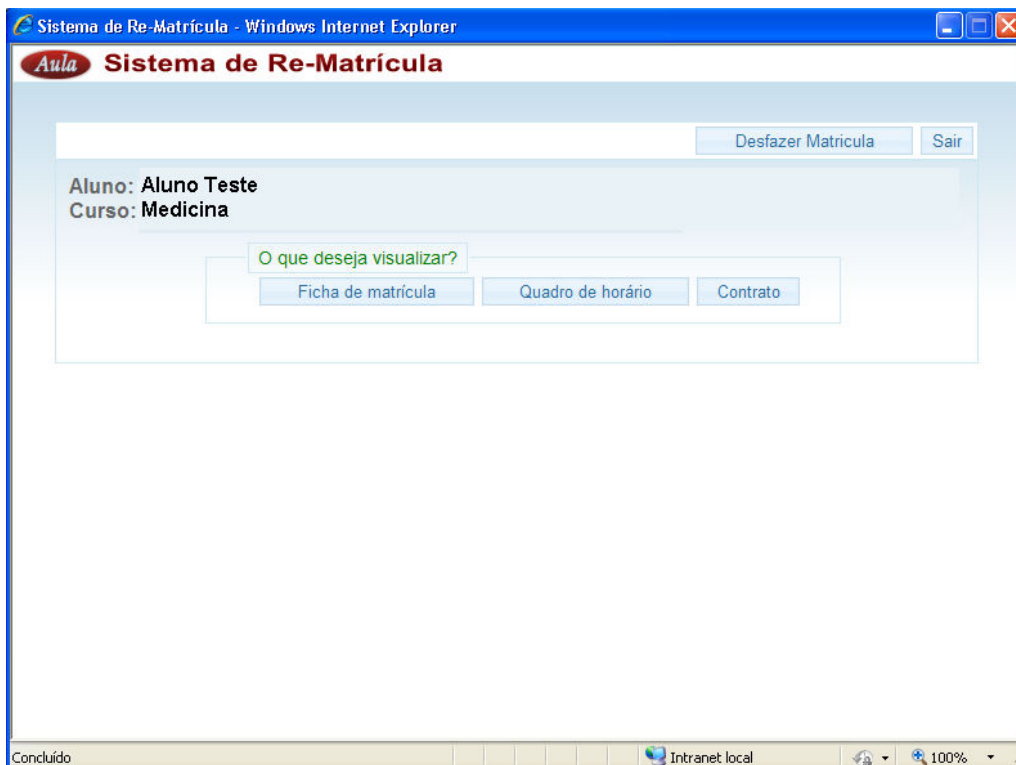 Sistema de Re-Matrícula - Windows Internet Explorer
Aula Sistema de Re-Matrícula
Desfazer Matricula Sair
Aluno: Aluno Teste
Curso: Medicina
O que deseja visualizar?
Ficha de matrícula Quadro de horário Contrato
Concluído Intranet local 100%